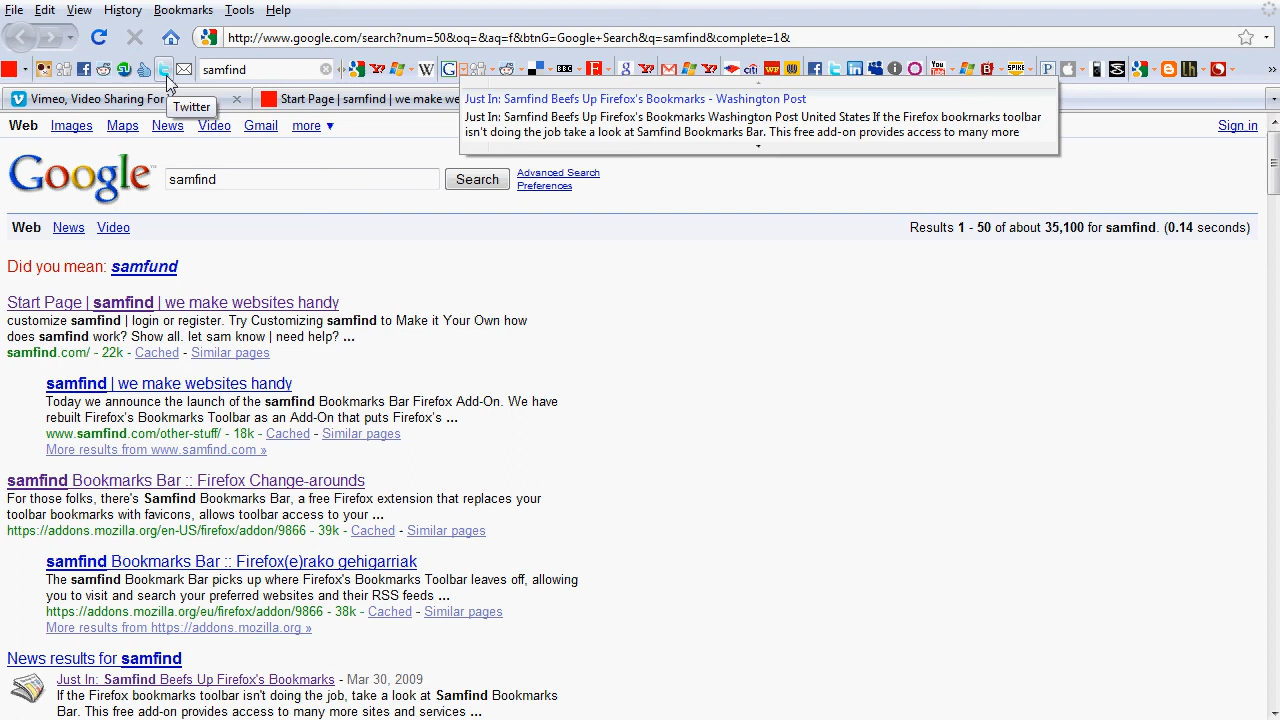 File Edit View History Bookmarks Tools Help
http://www.google.com/search?num=50&oq=&aq=f&btnG=Google+Search&q=samfind&complete=1&
samfind
Twitter
Vimeo, Video Sharing For
Start Page | samfind | we make we
Just In: Samfind Beefs Up Firefox's Bookmarks - Washington Post
Just In: Samfind Beefs Up Firefox's Bookmarks Washington Post United States If the Firefox bookmarks toolbar
isn't doing the job take a look at Samfind Bookmarks Bar. This free add-on provides access to many more
Web Images Maps News Video Gmail more ▼
Sign in
Google
samfind
Search
Advanced Search
Preferences
Web News Video
Results 1 - 50 of about 35,100 for samfind. (0.14 seconds)
Did you mean: samfund
Start Page | samfind | we make websites handy
customize samfind | login or register. Try Customizing samfind to Make it Your Own how
does samfind work? Show all. let sam know | need help? ...
samfind.com/ - 22k - Cached - Similar pages
samfind | we make websites handy
Today we announce the launch of the samfind Bookmarks Bar Firefox Add-On. We have
rebuilt Firefox's Bookmarks Toolbar as an Add-On that puts Firefox's ...
www.samfind.com/other-stuff/ - 18k - Cached - Similar pages
More results from www.samfind.com »
samfind Bookmarks Bar :: Firefox Change-arounds
For those folks, there's Samfind Bookmarks Bar, a free Firefox extension that replaces your
toolbar bookmarks with favicons, allows toolbar access to your ...
https://addons.mozilla.org/en-US/firefox/addon/9866 - 39k - Cached - Similar pages
samfind Bookmarks Bar :: Firefox(e)rako gehigarriak
The samfind Bookmark Bar picks up where Firefox's Bookmarks Toolbar leaves off, allowing
you to visit and search your preferred websites and their RSS feeds ...
https://addons.mozilla.org/eu/firefox/addon/9866 - 38k - Cached - Similar pages
More results from https://addons.mozilla.org »
News results for samfind
Just In: Samfind Beefs Up Firefox's Bookmarks - Mar 30, 2009
If the Firefox bookmarks toolbar isn't doing the job, take a look at Samfind Bookmarks
Bar. This free add-on provides access to many more sites and services ...